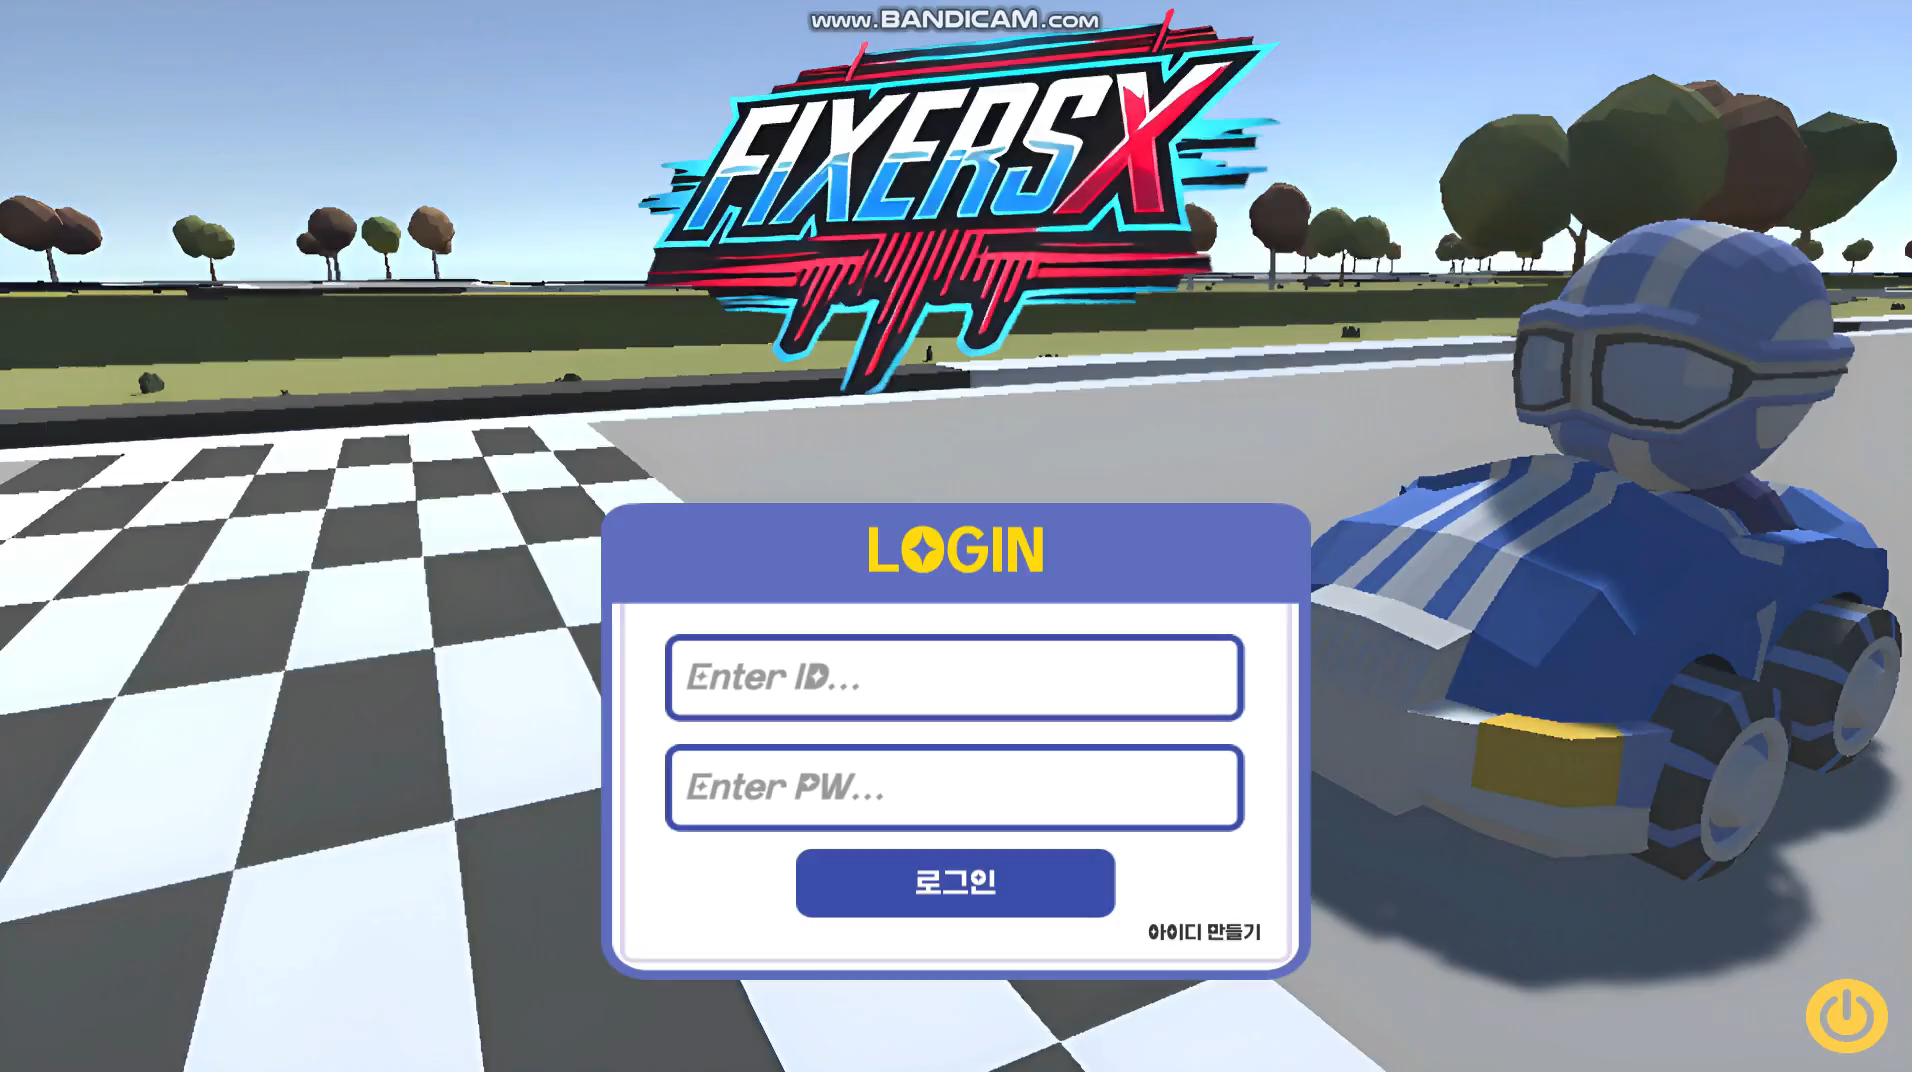 www.BANDICAM.com
FIXERSX
LOGIN
Enter ID...
Enter PW...
로그인
아이디 만들기